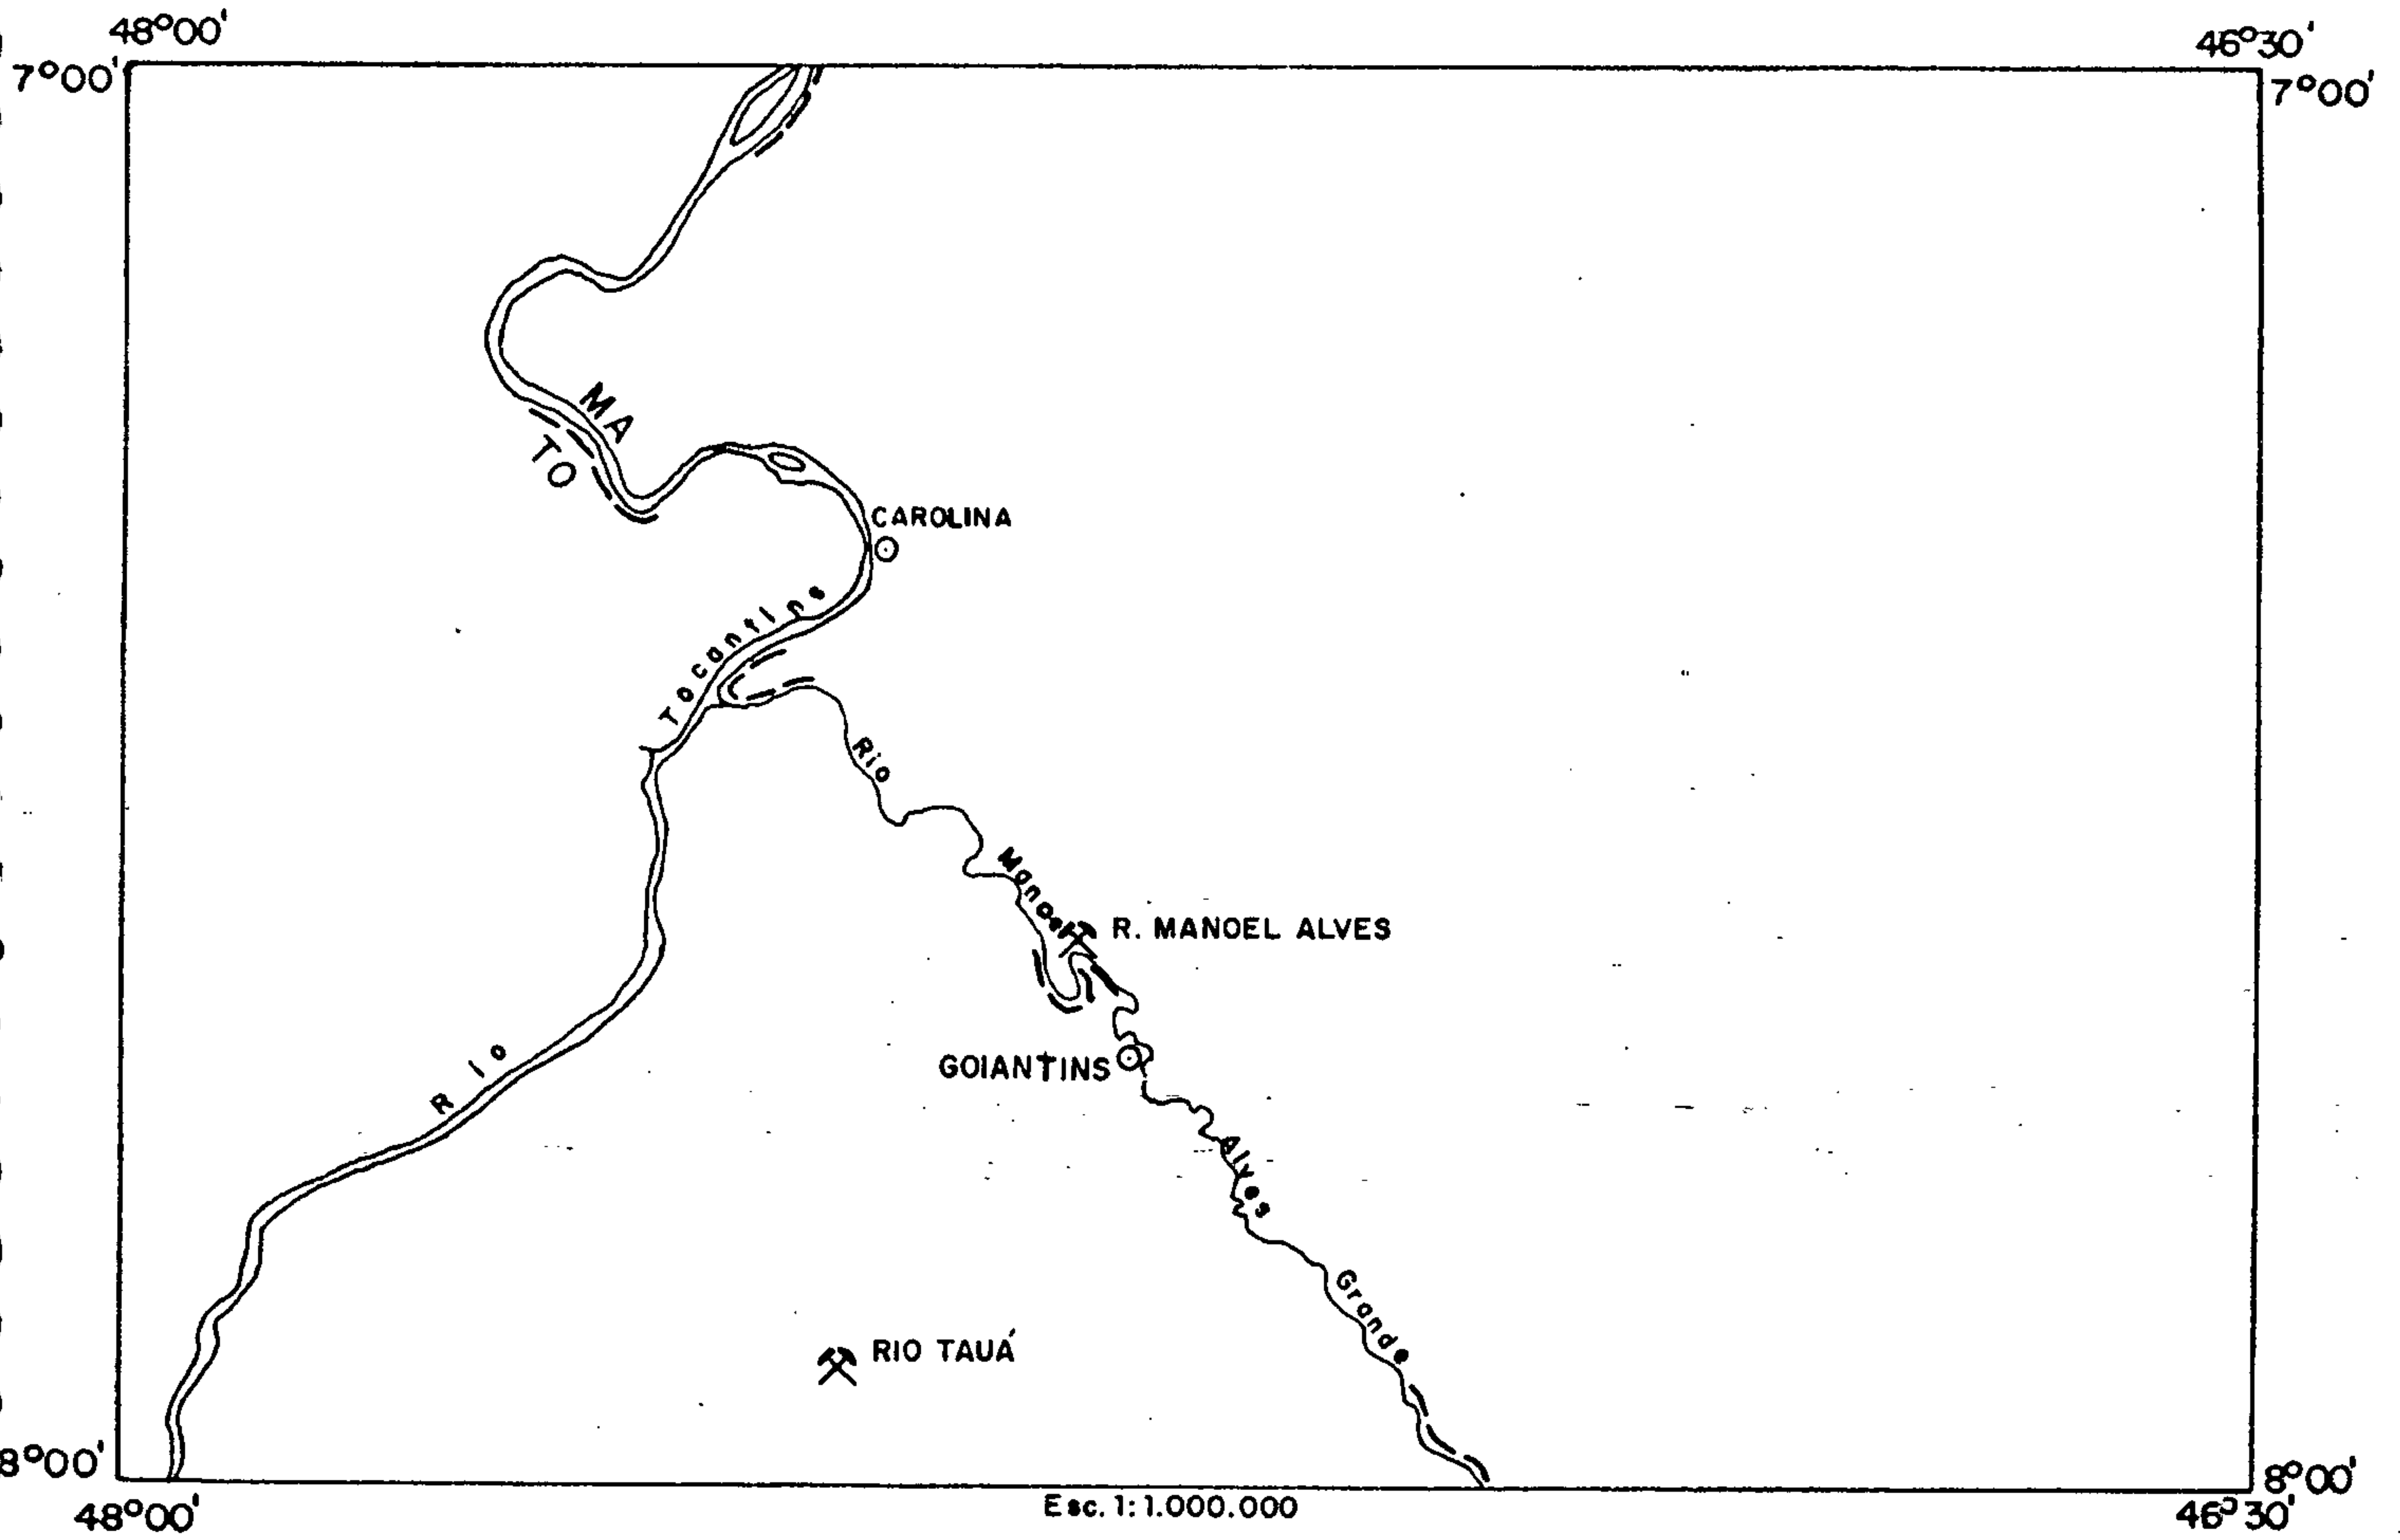 48°00'
46°30'
7°00'
7°00'
MA
TO
CAROLINA
Tocantins
Rio
Manoel
R. MANOEL ALVES
GOIANTINS
Rio
Alves
Grande
RIO TAUÁ
8°00'
8°00'
48°00'
Esc. 1:1.000.000
46°30'